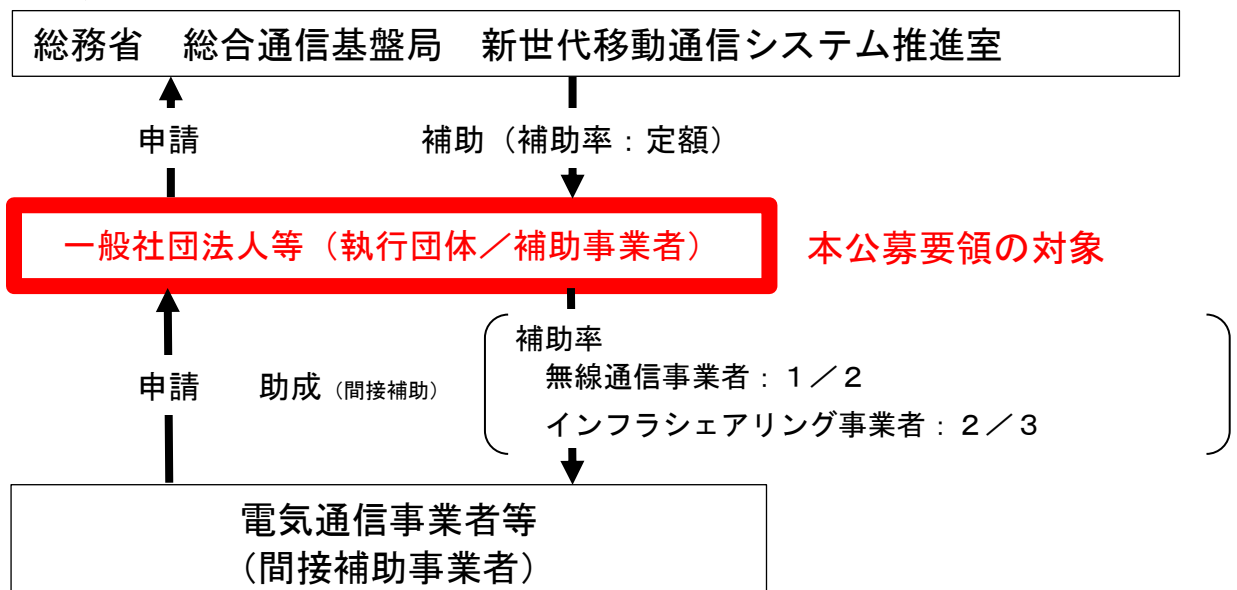 総務省　総合通信基盤局　新世代移動通信システム推進室
申請
補助（補助率：定額）
一般社団法人等（執行団体／補助事業者）
本公募要領の対象
補助率
無線通信事業者：１／２
インフラシェアリング事業者：２／３
申請
助成（間接補助）
電気通信事業者等
（間接補助事業者）